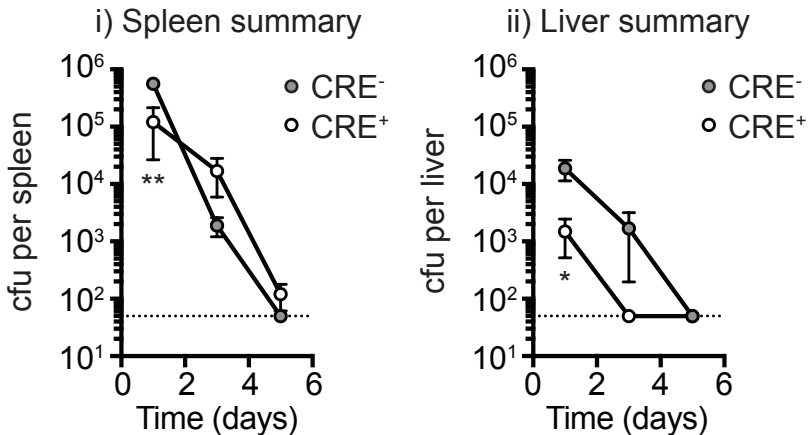 i) Spleen summary
10⁶
10⁵
10⁴
10³
10²
10¹
cfu per spleen
CRE⁻
CRE⁺
**
0 2 4 6
Time (days)
ii) Liver summary
10⁶
10⁵
10⁴
10³
10²
10¹
cfu per liver
CRE⁻
CRE⁺
*
0 2 4 6
Time (days)